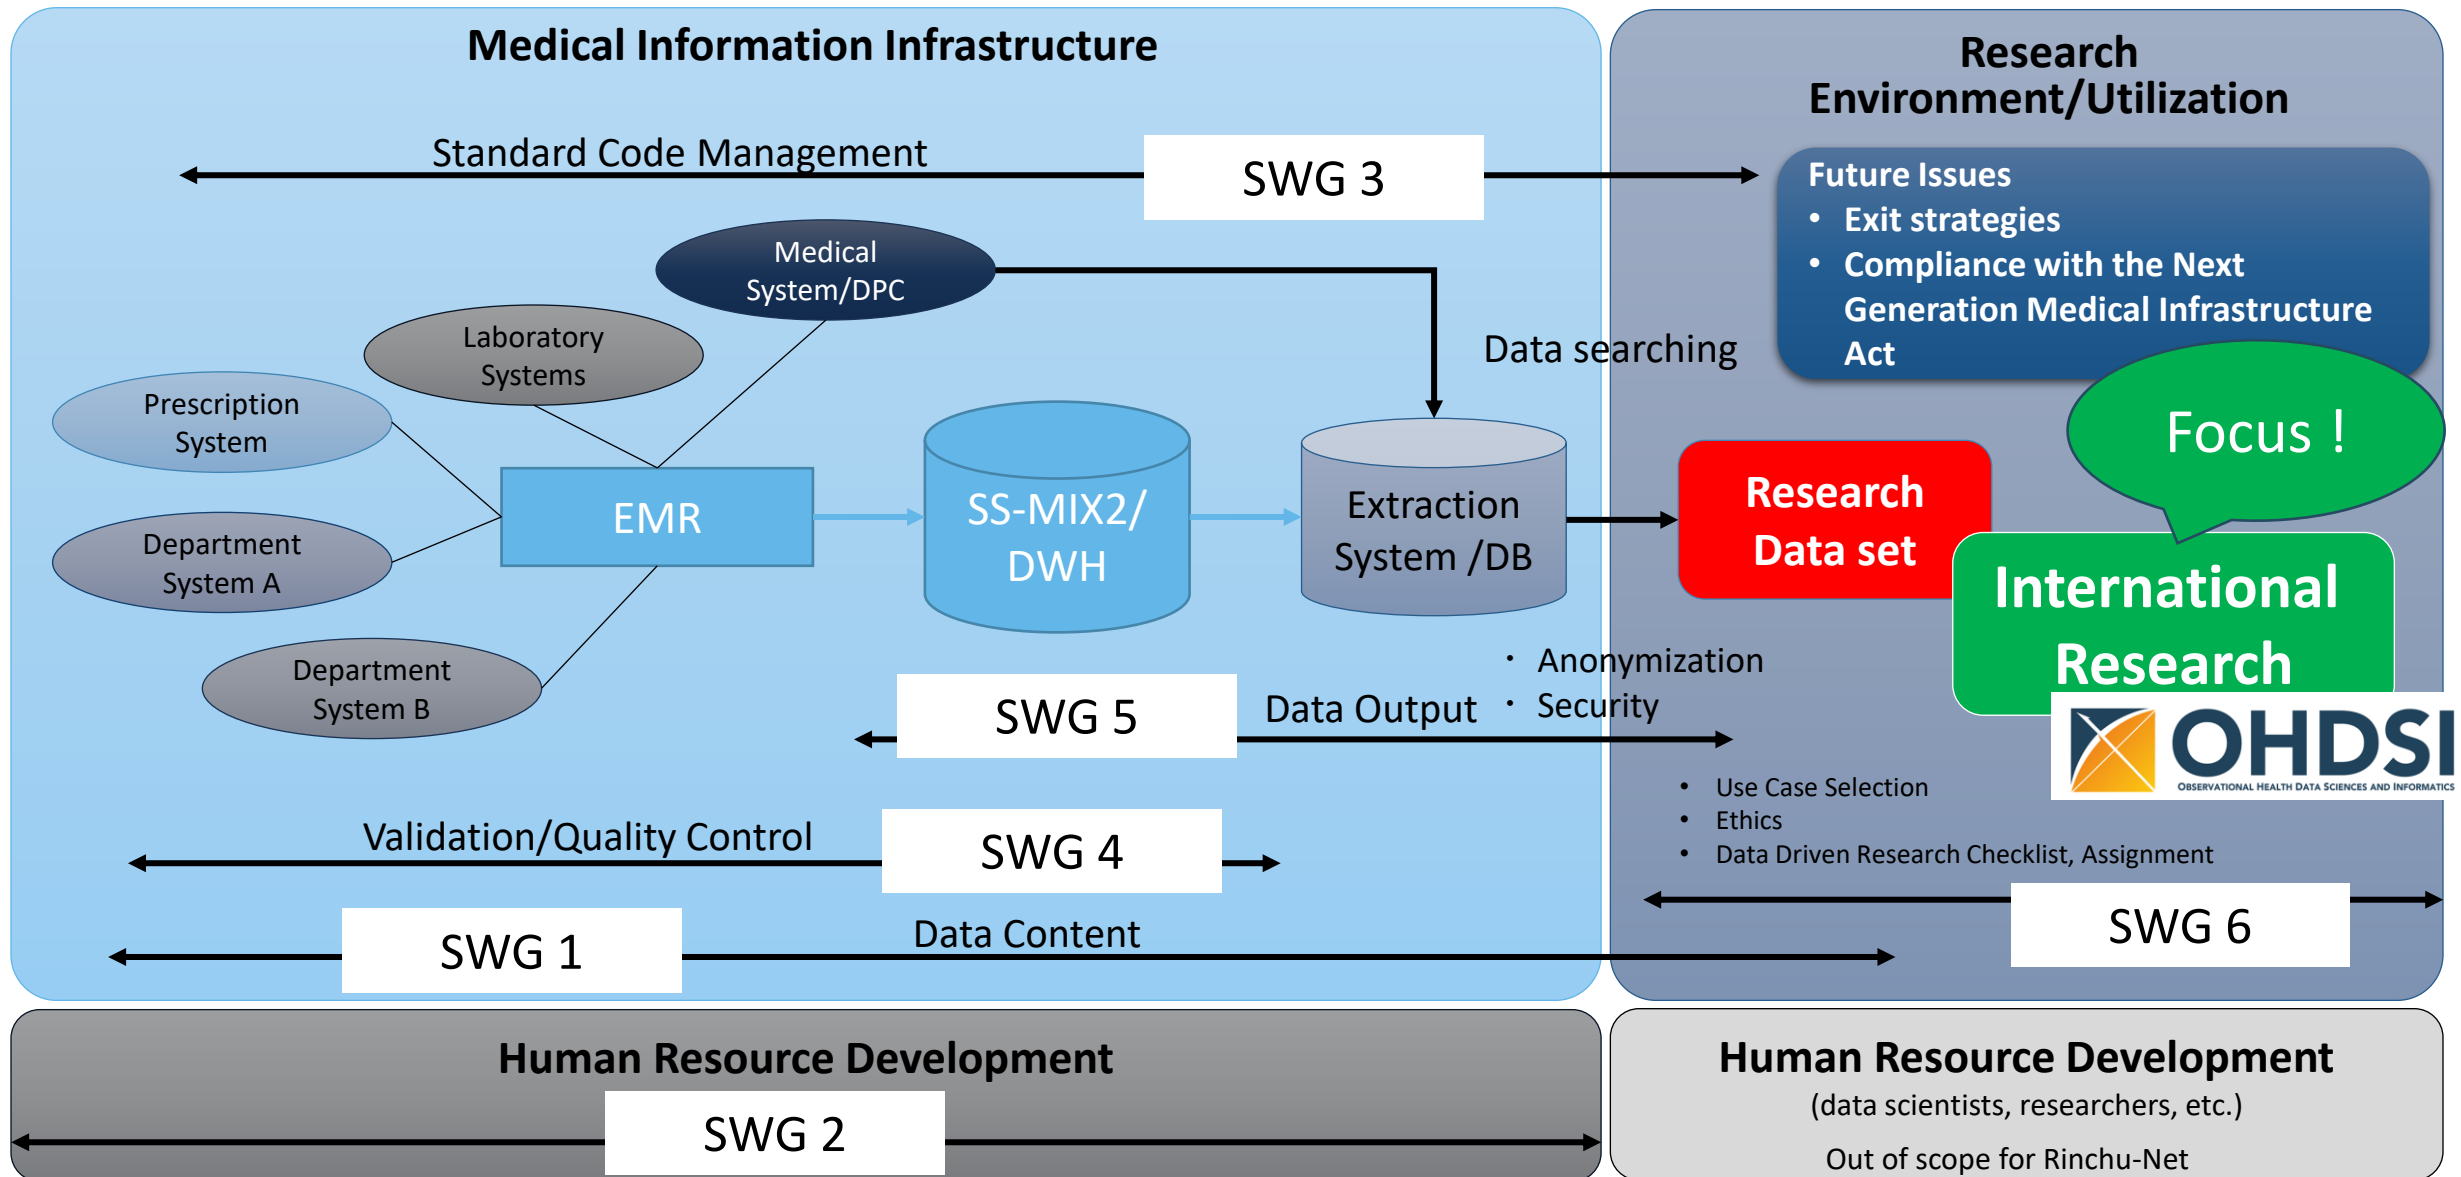 Medical Information Infrastructure
Standard Code Management
SWG 3
Medical
System/DPC
Laboratory
Systems
Prescription
System
Department
System A
Department
System B
EMR
SS-MIX2/
DWH
Extraction
System /DB
Data searching
・ Anonymization
・ Security
SWG 5
Data Output
Validation/Quality Control
SWG 4
SWG 1
Data Content
Research
Environment/Utilization
Future Issues
• Exit strategies
• Compliance with the Next
Generation Medical Infrastructure
Act
Focus !
Research
Data set
International
Research
OHDSI
OBSERVATIONAL HEALTH DATA SCIENCES AND INFORMATICS
• Use Case Selection
• Ethics
• Data Driven Research Checklist, Assignment
SWG 6
Human Resource Development
SWG 2
Human Resource Development
(data scientists, researchers, etc.)
Out of scope for Rinchu-Net